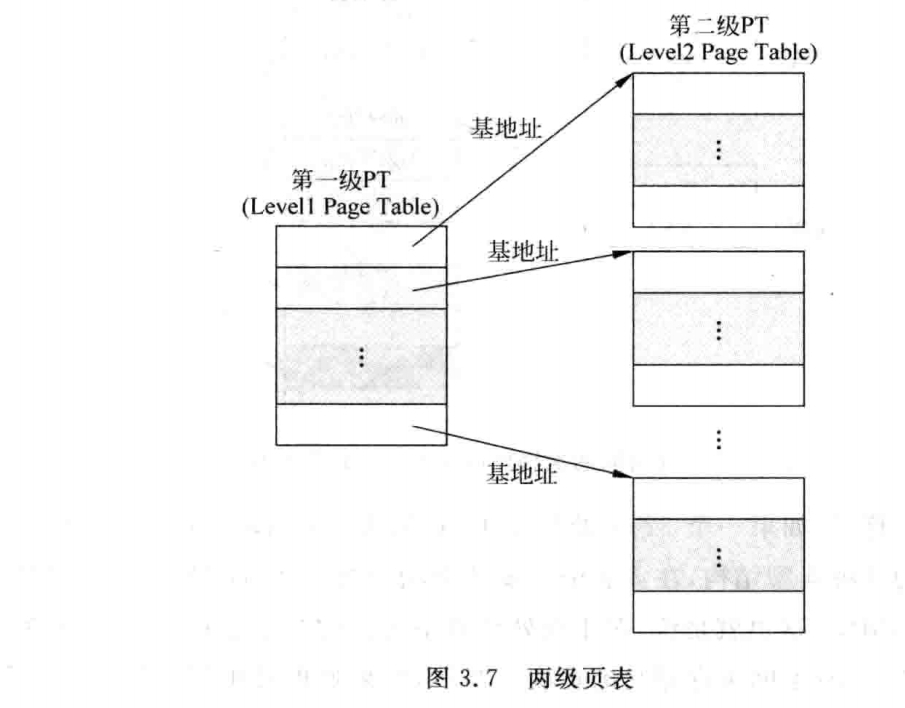 第二级PT
(Level2 Page Table)
基地址
第一级PT
(Level1 Page Table)
基地址
基地址
图 3.7 两级页表